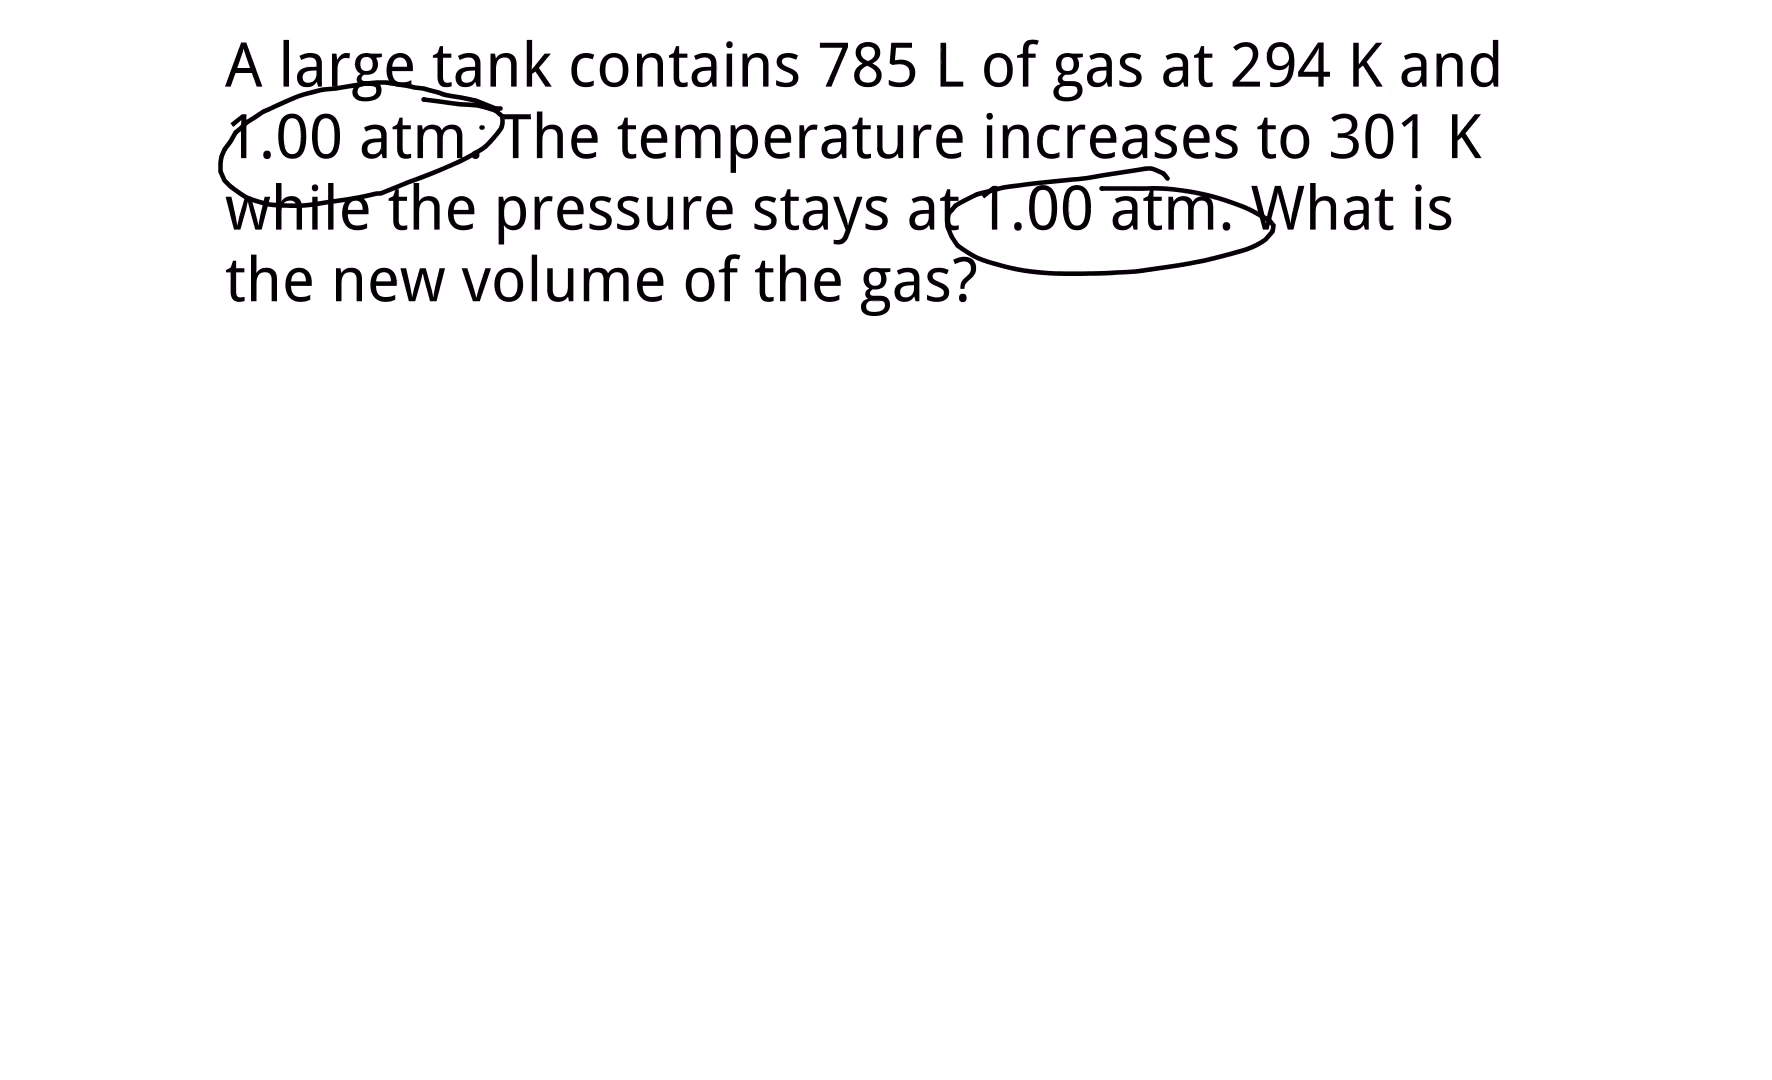 A large tank contains 785 L of gas at 294 K and
1.00 atm. The temperature increases to 301 K
while the pressure stays at 1.00 atm. What is
the new volume of the gas?